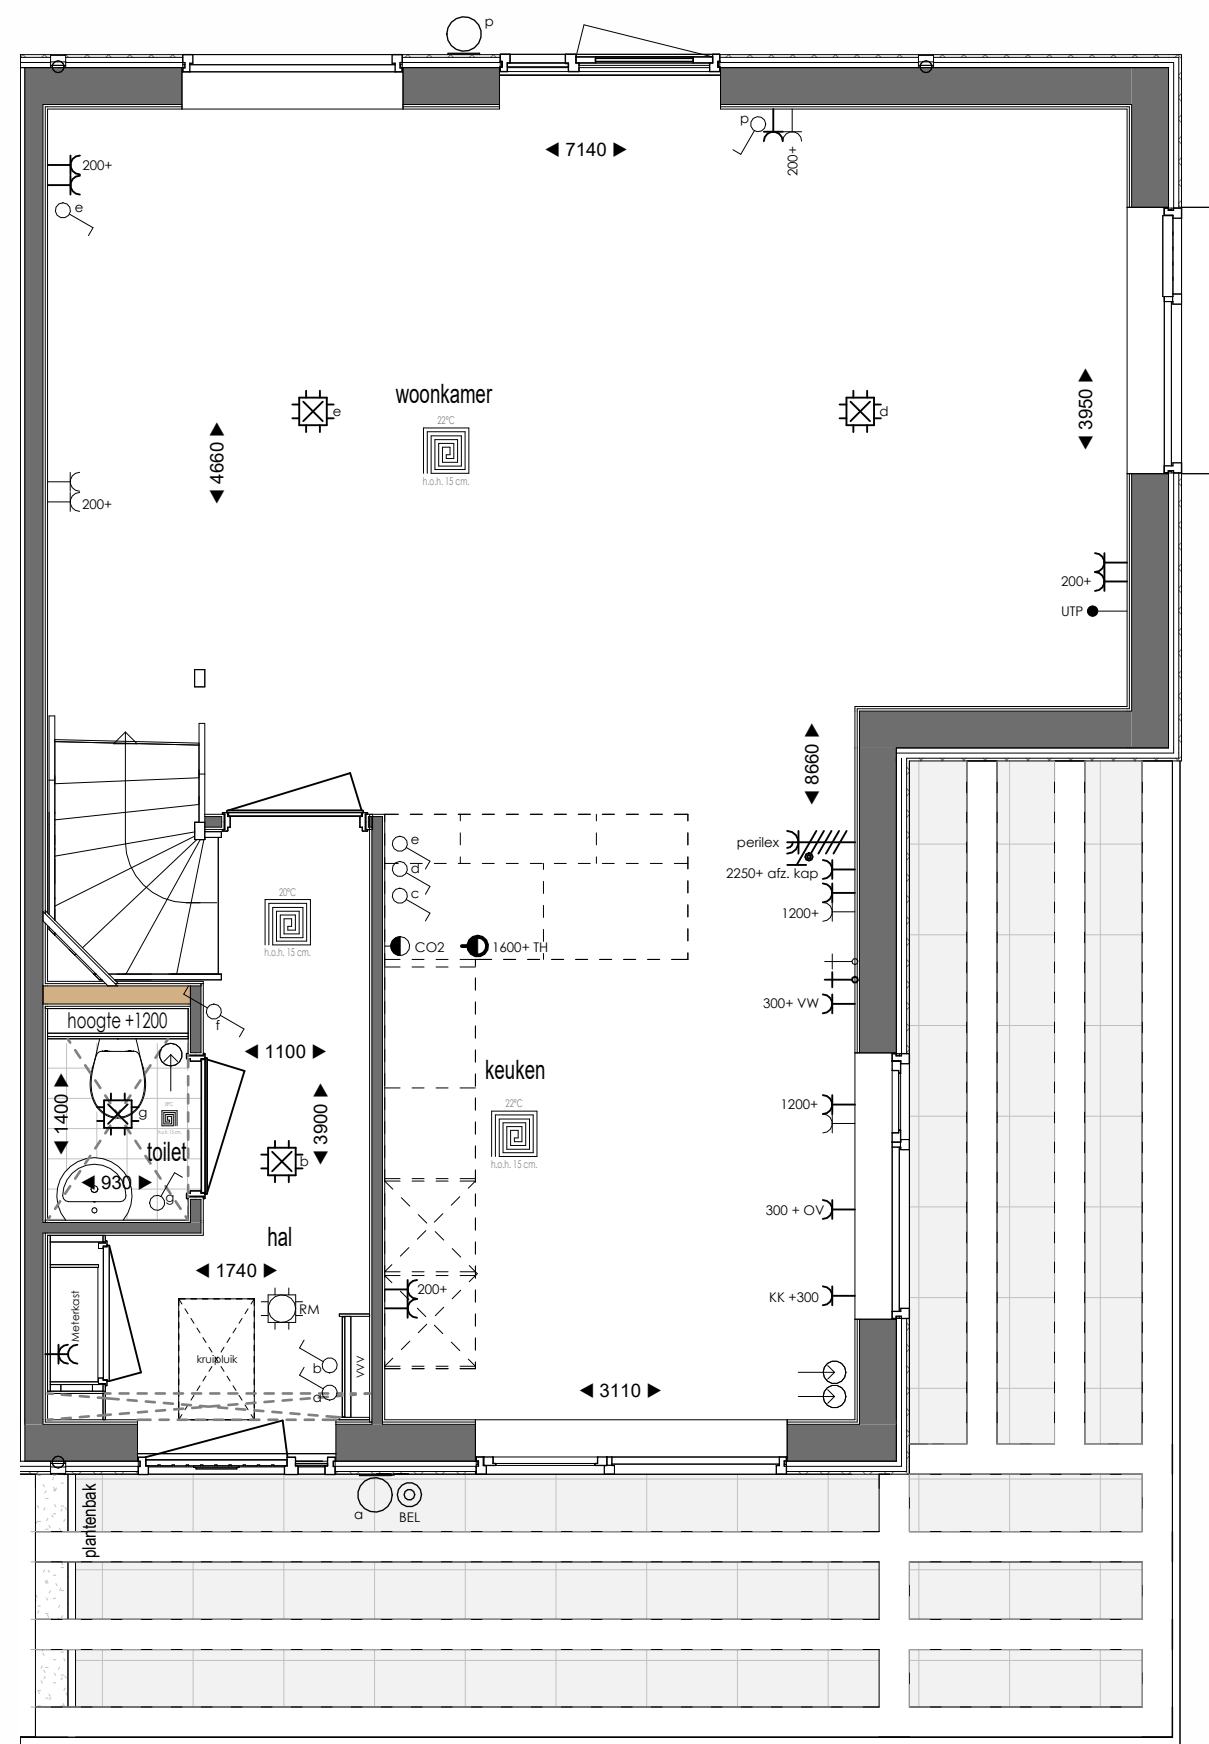 p
7140
p
200+
200+
e
woonkamer
22°C
h.o.h. 15 cm.
e
d
3950
4660
200+
200+
UTP
8660
e
d
c
perilex
2250+ afz. kap
1200+
20°C
h.o.h. 15 cm.
CO2
1600+ TH
300+ VW
hoogte +1200
f
1100
keuken
22°C
h.o.h. 15 cm.
1400
g
toilet
930
g
3900
b
1200+
300 + OV
hal
1740
RM
200+
KK +300
Meterkast
kruipluik
b
a
VVV
3110
plantenbak
a
BEL